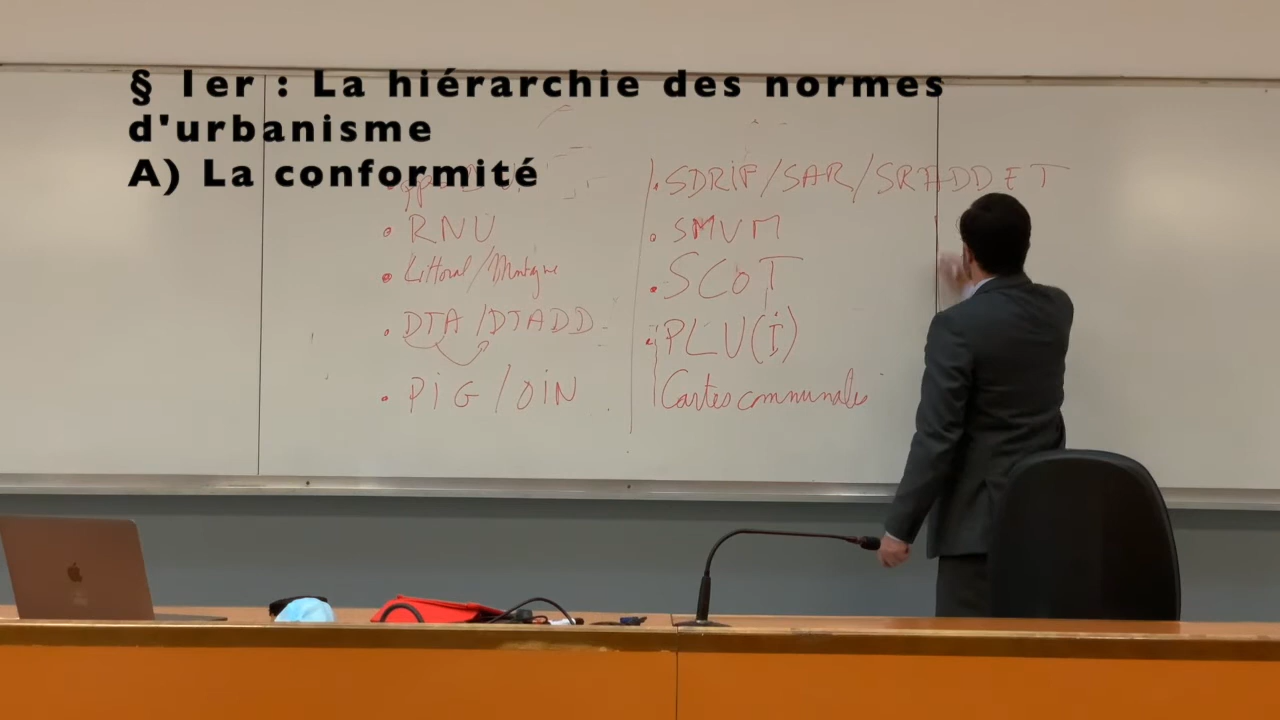 § 1er : La hiérarchie des normes
d'urbanisme
A) La conformité
• RNU
• Littoral/Montagne
• DTA/DTADD
• PIG/OIN
• SDRIF/SAR/SRADDET
• SMVM
• SCoT
• PLU(i)
Cartes communales